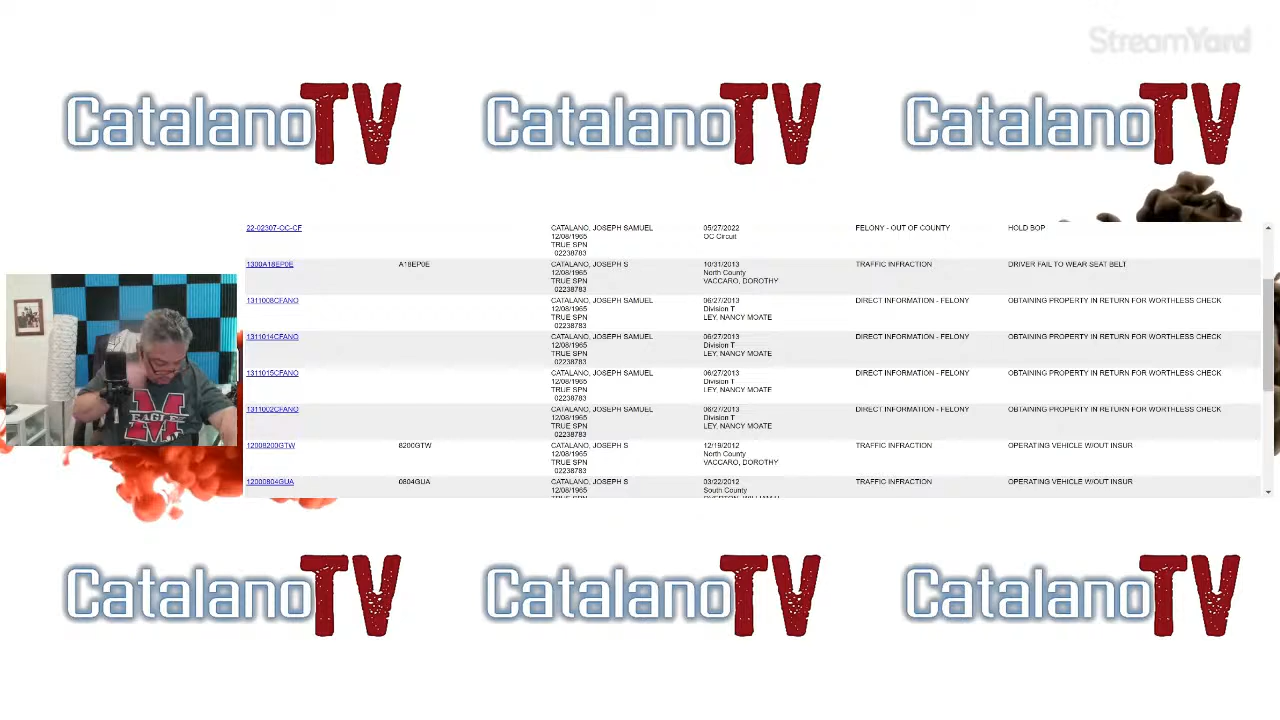 StreamYard
CatalanoTV CatalanoTV CatalanoTV
22-02307-OC-CF CATALANO, JOSEPH SAMUEL 05/27/2022 FELONY - OUT OF COUNTY HOLD BOP
12/08/1965 OC Circuit
TRUE SPN
02238783
1300A18EP0E A18EP0E CATALANO, JOSEPH S 10/31/2013 TRAFFIC INFRACTION DRIVER FAIL TO WEAR SEAT BELT
12/08/1965 North County
TRUE SPN VACCARO, DOROTHY
02238783
1311008CFANO CATALANO, JOSEPH SAMUEL 06/27/2013 DIRECT INFORMATION - FELONY OBTAINING PROPERTY IN RETURN FOR WORTHLESS CHECK
12/08/1965 Division T
TRUE SPN LEY, NANCY MOATE
02238783
1311014CFANO CATALANO, JOSEPH SAMUEL 06/27/2013 DIRECT INFORMATION - FELONY OBTAINING PROPERTY IN RETURN FOR WORTHLESS CHECK
12/08/1965 Division T
TRUE SPN LEY, NANCY MOATE
02238783
1311015CFANO CATALANO, JOSEPH SAMUEL 06/27/2013 DIRECT INFORMATION - FELONY OBTAINING PROPERTY IN RETURN FOR WORTHLESS CHECK
12/08/1965 Division T
TRUE SPN LEY, NANCY MOATE
02238783
1311002CFANO CATALANO, JOSEPH SAMUEL 06/27/2013 DIRECT INFORMATION - FELONY OBTAINING PROPERTY IN RETURN FOR WORTHLESS CHECK
12/08/1965 Division T
TRUE SPN LEY, NANCY MOATE
02238783
12008200GTW 8200GTW CATALANO, JOSEPH S 12/19/2012 TRAFFIC INFRACTION OPERATING VEHICLE W/OUT INSUR
12/08/1965 North County
TRUE SPN VACCARO, DOROTHY
02238783
12000804GUA 0804GUA CATALANO, JOSEPH S 03/22/2012 TRAFFIC INFRACTION OPERATING VEHICLE W/OUT INSUR
12/08/1965 South County
M
EAGLE
CatalanoTV CatalanoTV CatalanoTV